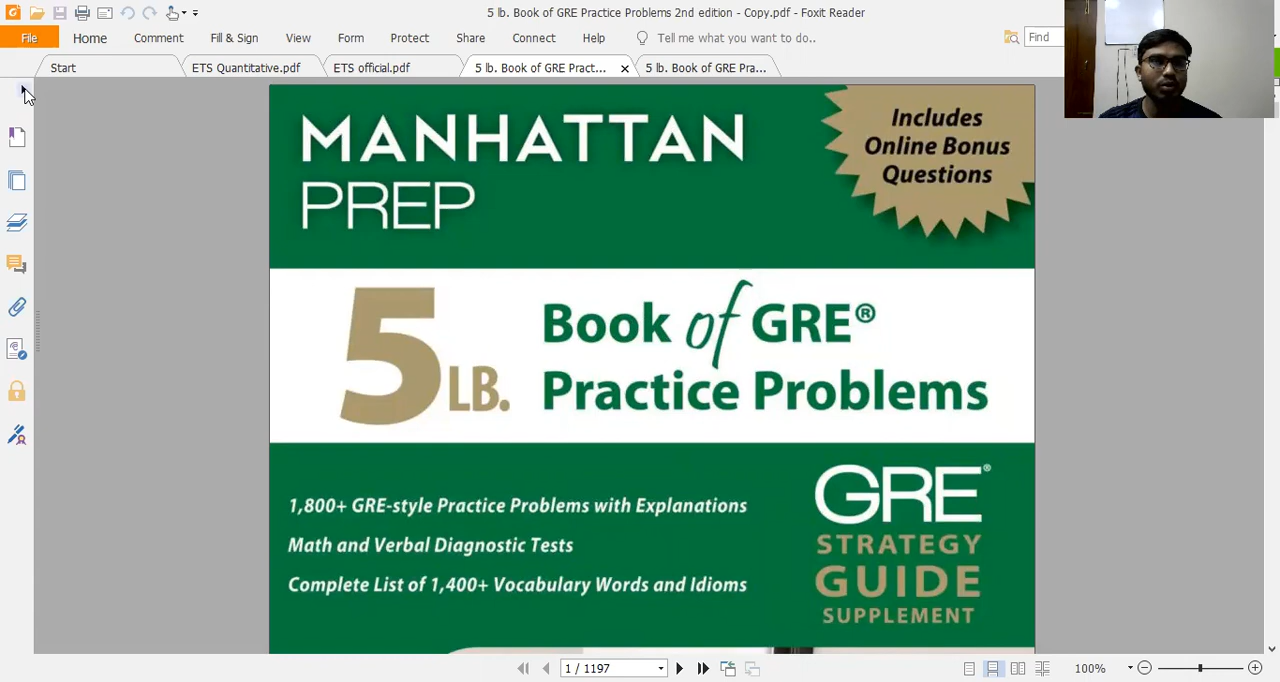 5 lb. Book of GRE Practice Problems 2nd edition - Copy.pdf - Foxit Reader
File Home Comment Fill & Sign View Form Protect Share Connect Help Tell me what you want to do.. Find
Start ETS Quantitative.pdf ETS official.pdf 5 lb. Book of GRE Pract... 5 lb. Book of GRE Pra...
MANHATTAN
PREP
Includes
Online Bonus
Questions
5 LB.
Book of GRE®
Practice Problems
1,800+ GRE-style Practice Problems with Explanations
Math and Verbal Diagnostic Tests
Complete List of 1,400+ Vocabulary Words and Idioms
GRE®
STRATEGY
GUIDE
SUPPLEMENT
1 / 1197 100%